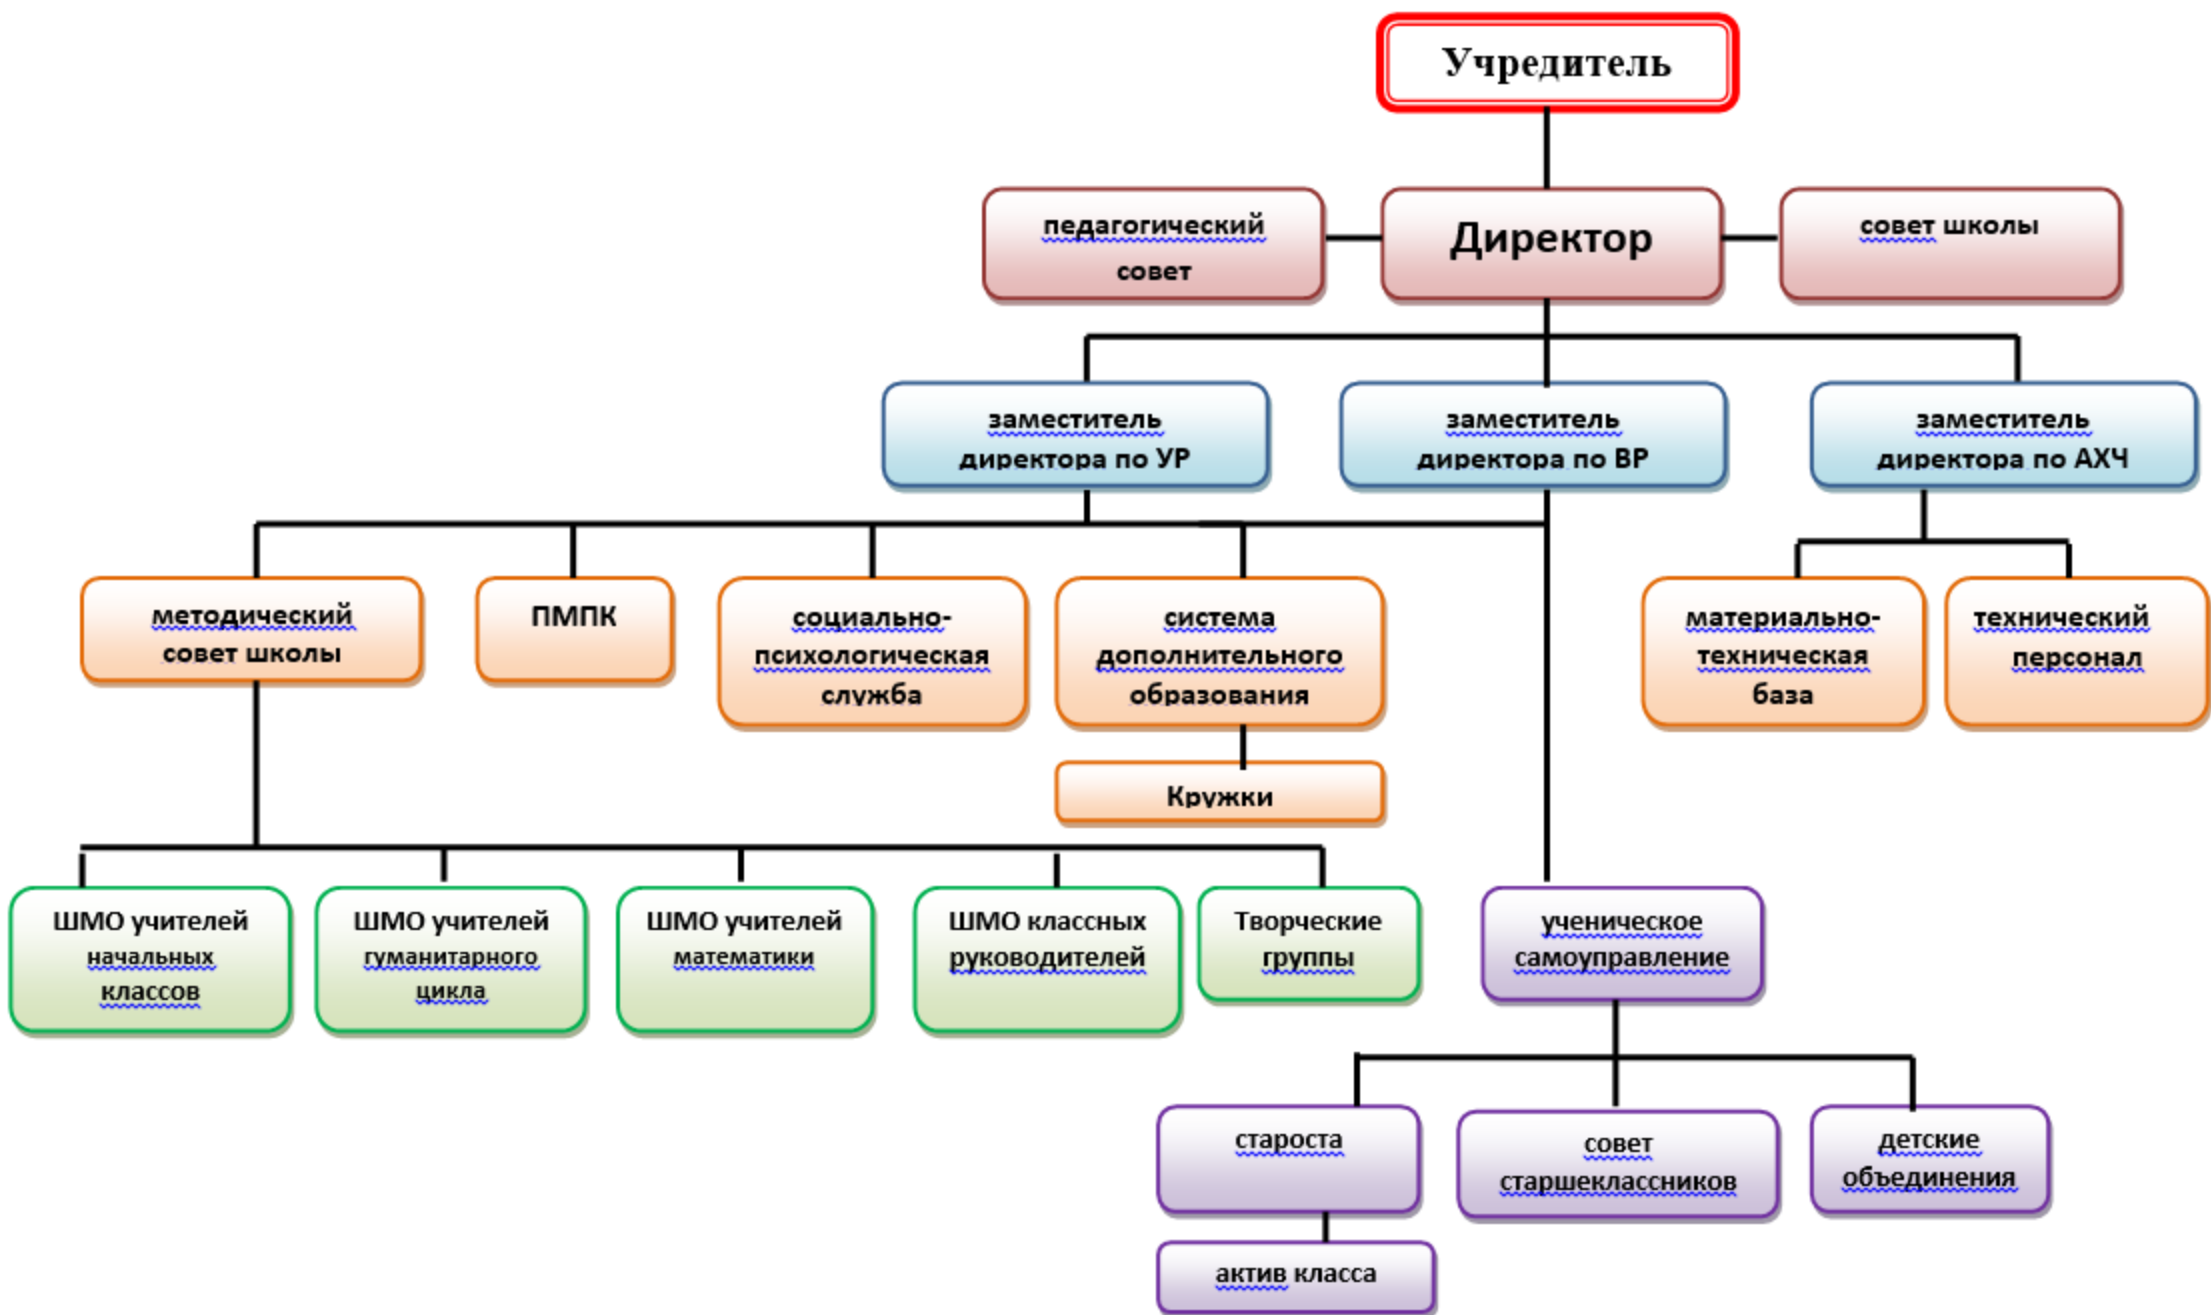 Учредитель
педагогический
совет
Директор
совет школы
заместитель
директора по УР
заместитель
директора по ВР
заместитель
директора по АХЧ
методический
совет школы
ПМПК
социально-
психологическая
служба
система
дополнительного
образования
материально-
техническая
база
технический
персонал
Кружки
ШМО учителей
начальных
классов
ШМО учителей
гуманитарного
цикла
ШМО учителей
математики
ШМО классных
руководителей
Творческие
группы
ученическое
самоуправление
староста
совет
старшеклассников
детские
объединения
актив класса